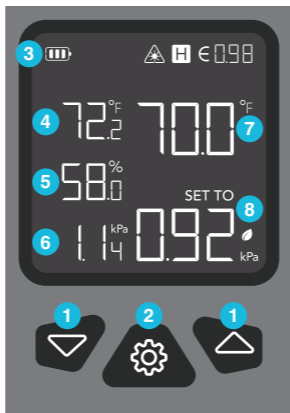 3 H €0.98
4 72.2 °F 70.0 °F 7
5 58.0 %
SET TO 8
6 1.14 kPa 0.92 kPa
1 2 1